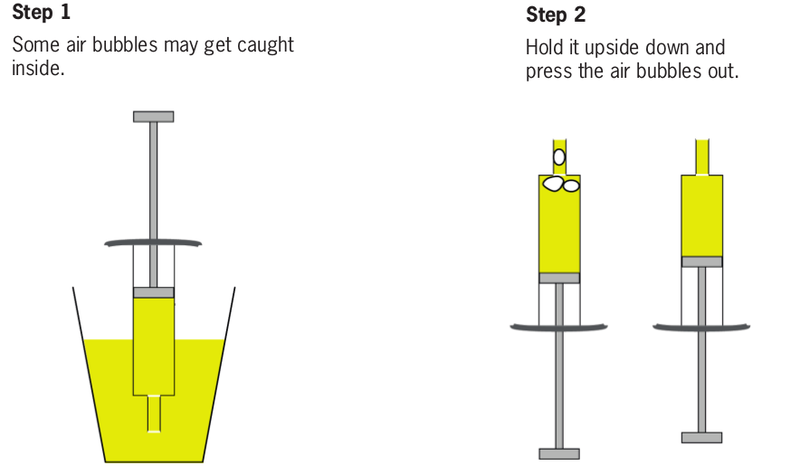 Step 1
Some air bubbles may get caught
inside.
Step 2
Hold it upside down and
press the air bubbles out.